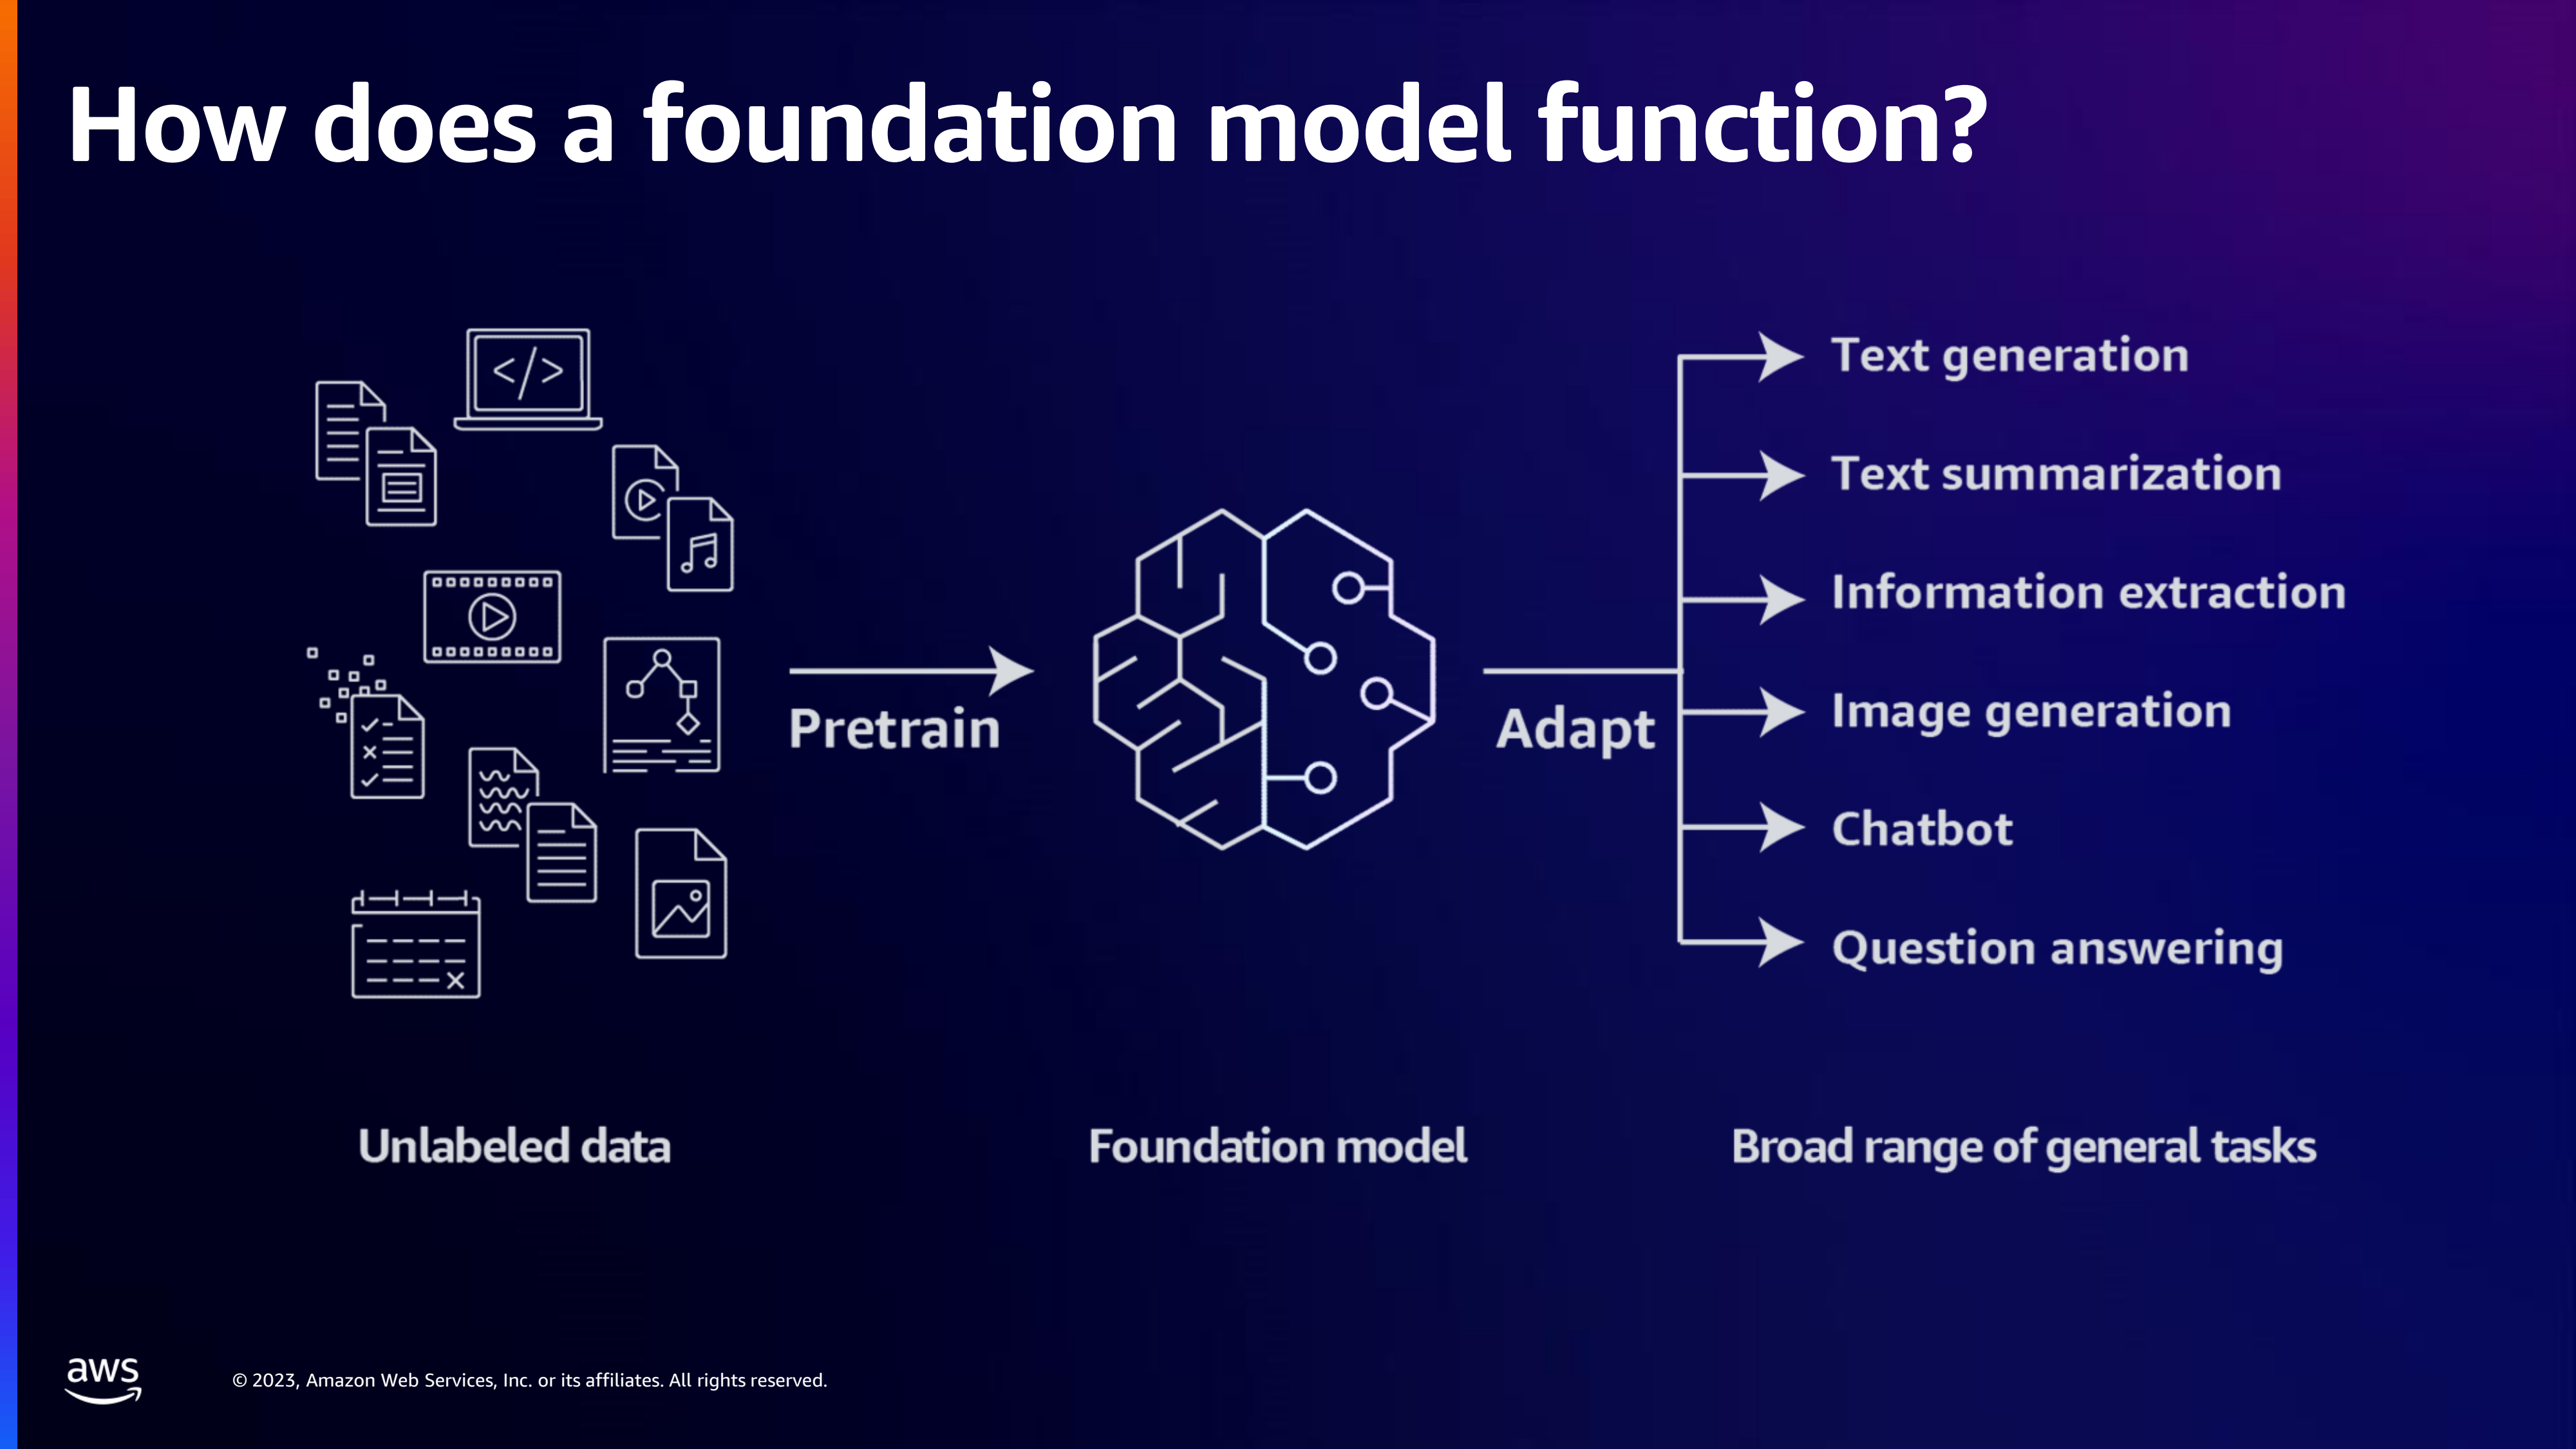 How does a foundation model function?
</>
Pretrain
Adapt
Text generation
Text summarization
Information extraction
Image generation
Chatbot
Question answering
Unlabeled data
Foundation model
Broad range of general tasks
aws
© 2023, Amazon Web Services, Inc. or its affiliates. All rights reserved.